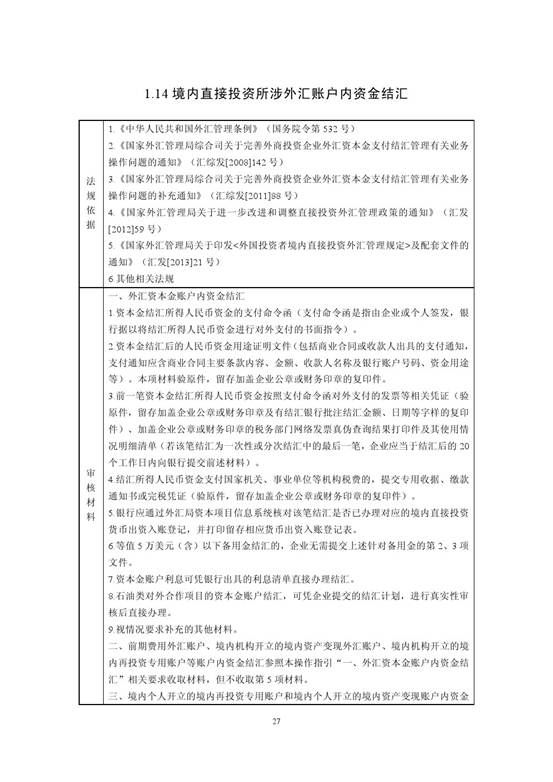 1.14 境内直接投资所涉外汇账户内资金结汇
法规依据
1.《中华人民共和国外汇管理条例》（国务院令第 532 号）
2.《国家外汇管理局综合司关于完善外商投资企业外汇资本金支付结汇管理有关业务
操作问题的通知》（汇综发[2008]142 号）
3.《国家外汇管理局综合司关于完善外商投资企业外汇资本金支付结汇管理有关业务
操作问题的补充通知》（汇综发[2011]88 号）
4.《国家外汇管理局关于进一步改进和调整直接投资外汇管理政策的通知》（汇发
[2012]59 号）
5.《国家外汇管理局关于印发<外国投资者境内直接投资外汇管理规定>及配套文件的
通知》（汇发[2013]21 号）
6.其他相关法规
审核材料
一、外汇资本金账户内资金结汇
1.资本金结汇所得人民币资金的支付命令函（支付命令函是指由企业或个人签发，银
行据以将结汇所得人民币资金进行对外支付的书面指令）。
2.资本金结汇后的人民币资金用途证明文件（包括商业合同或收款人出具的支付通知，
支付通知应含商业合同主要条款内容、金额、收款人名称及银行账户号码、资金用途
等）。本项材料验原件，留存加盖企业公章或财务印章的复印件。
3.前一笔资本金结汇所得人民币资金按照支付命令函对外支付的发票等相关凭证（验
原件，留存加盖企业公章或财务印章及有结汇银行批注结汇金额、日期等字样的复印
件）、加盖企业公章或财务印章的税务部门网络发票真伪查询结果打印件及其使用情
况明细清单（若该笔结汇为一次性或分次结汇中的最后一笔，企业应当于结汇后的 20
个工作日内向银行提交前述材料）。
4.结汇所得人民币资金支付国家机关、事业单位等机构税费的，提交专用收据、缴款
通知书或完税凭证（验原件，留存加盖企业公章或财务印章的复印件）。
5.银行应通过外汇局资本项目信息系统核对该笔结汇是否已办理对应的境内直接投资
货币出资入账登记，并打印留存相应货币出资入账登记表。
6.等值 5 万美元（含）以下备用金结汇的，企业无需提交上述针对备用金的第 2、3 项
文件。
7.资本金账户利息可凭银行出具的利息清单直接办理结汇。
8.石油类对外合作项目的资本金账户结汇，可凭企业提交的结汇计划，进行真实性审
核后直接办理。
9.视情况要求补充的其他材料。
二、前期费用外汇账户、境内机构开立的境内资产变现外汇账户、境内机构开立的境
内再投资专用账户等账户内资金结汇参照本操作指引“一、外汇资本金账户内资金结
汇”相关要求收取材料，但不收取第 5 项材料。
三、境内个人开立的境内再投资专用账户和境内个人开立的境内资产变现账户内资金
27